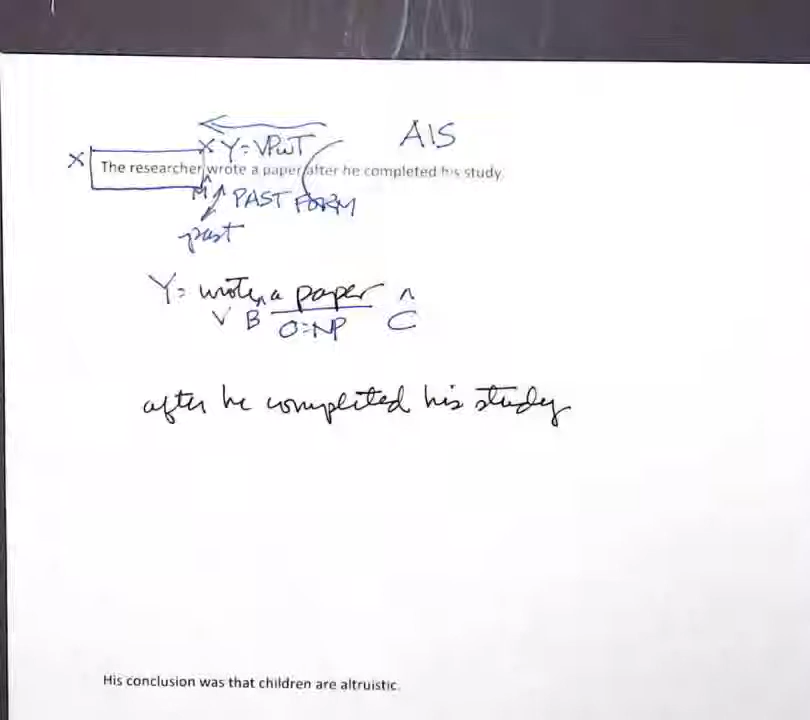 AIS
X Y=VPwT
X
The researcher wrote a paper after he completed his study.
M PAST FORM
past
Y= wrote ^ a paper ^
V B O=NP C
after he completed his study
His conclusion was that children are altruistic.